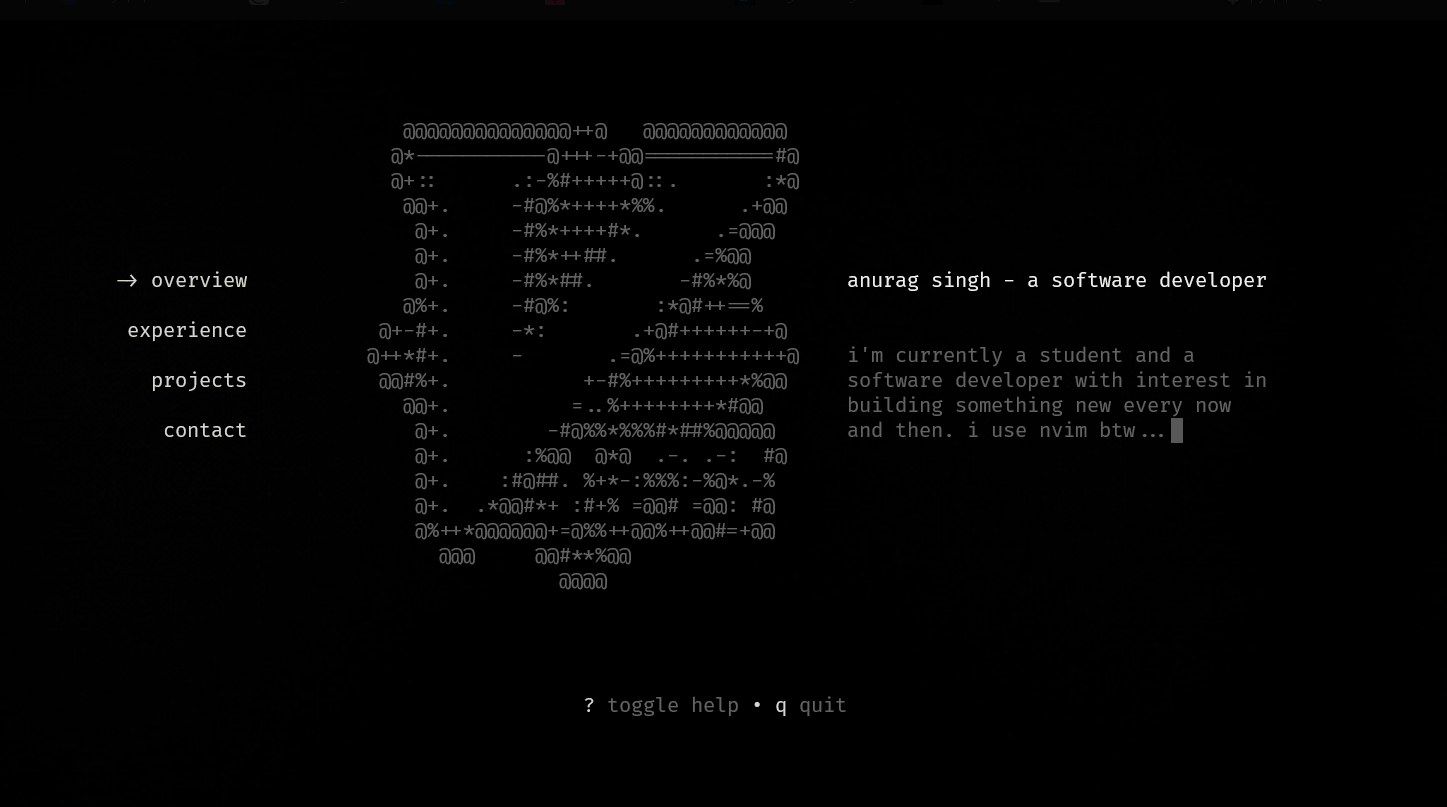 → overview
experience
projects
contact
@@@@@@@@@@@@@@++@   @@@@@@@@@@@@
@*-----------@+++-+@@===========#@
@+::      .:-%#+++++@::.       :*@
@@+.     -#@%*++++*%%.      .+@@
@+.     -#%*++++#*.      .=@@@
@+.     -#%*++##.      .=%@@
@+.     -#%*##.       -#%*%@
@%+.     -#@%:       :*@#++==%
@+-#+.     -*:       .+@#++++++-+@
@++*#+.     -       .=@%+++++++++++@
@@#%+.           +-#%+++++++++*%@@
@@+.          =..%++++++++*#@@
@+.        -#@%%*%%%#*##%@@@@@
@+.      :%@@  @*@  .-. .-:  #@
@+.    :#@##. %+*-:%%%:-%@*.-%
@+.  .*@@#*+ :#+% =@@# =@@: #@
@%++*@@@@@@+=@%%++@@%++@@#=+@@
@@@     @@#**%@@
@@@@
anurag singh - a software developer
i'm currently a student and a
software developer with interest in
building something new every now
and then. i use nvim btw...
? toggle help • q quit